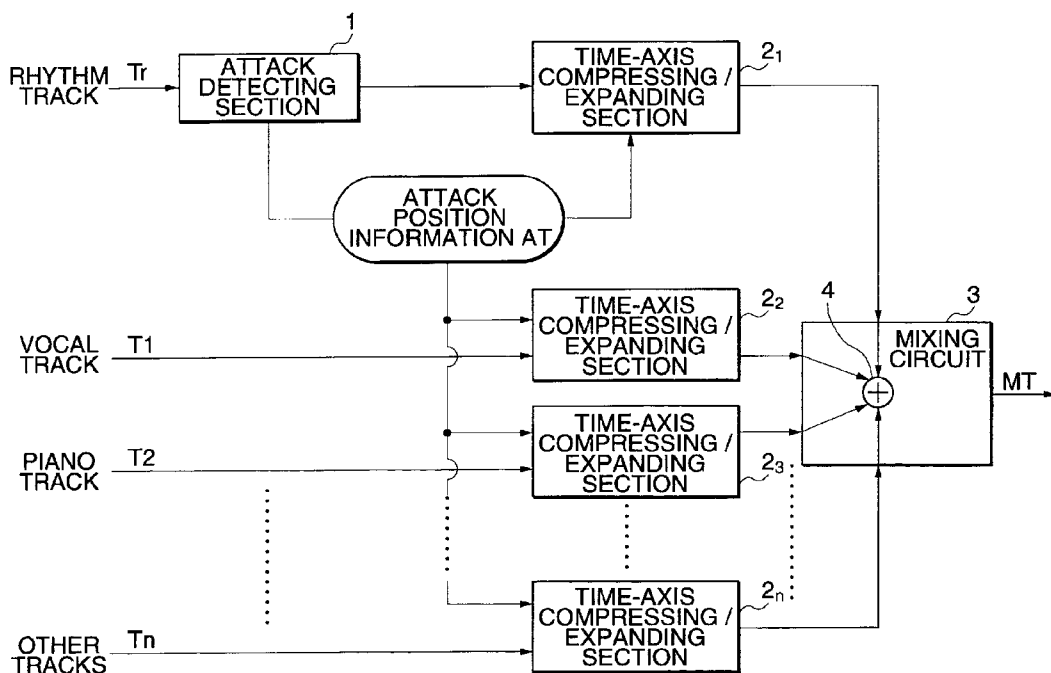 1
RHYTHM
TRACK
Tr
ATTACK
DETECTING
SECTION
TIME-AXIS
COMPRESSING /
EXPANDING
SECTION
2₁
ATTACK
POSITION
INFORMATION AT
VOCAL
TRACK
T1
TIME-AXIS
COMPRESSING /
EXPANDING
SECTION
2₂
4
3
MIXING
CIRCUIT
MT
PIANO
TRACK
T2
TIME-AXIS
COMPRESSING /
EXPANDING
SECTION
2₃
OTHER
TRACKS
Tn
TIME-AXIS
COMPRESSING /
EXPANDING
SECTION
2ₙ